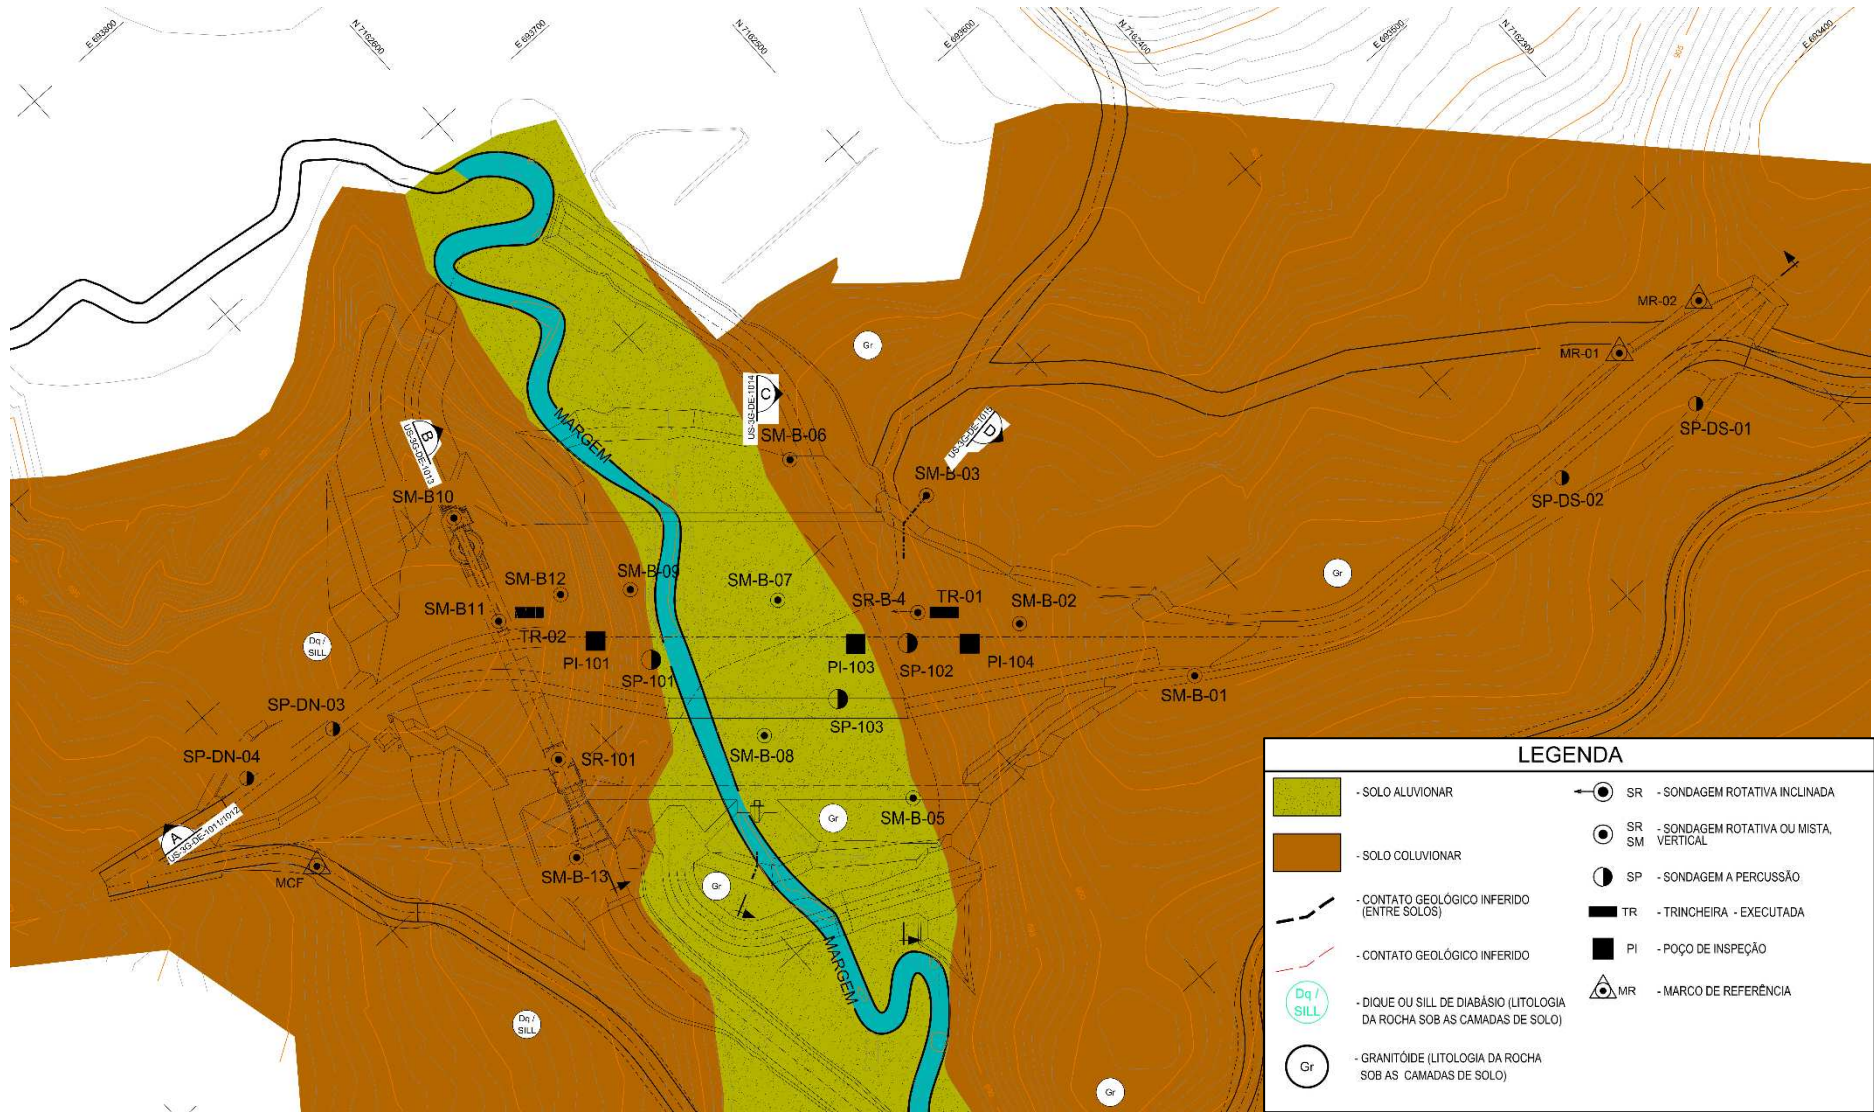 E 693800
N 7162600
E 693700
N 7162500
E 693600
N 7162400
E 693500
N 7162300
E 693400
MR-02
MR-01
Gr
C
US-3G-DE-1014
B
US-3G-DE-1013
D
US-3G-DE-1015
MARGEM
SM-B-06
SM-B-03
SP-DS-01
SP-DS-02
SM-B10
Gr
SM-B12
SM-B-09
SM-B-07
SR-B-4
TR-01
SM-B-02
SM-B11
TR-02
Dq /
SILL
PI-101
SP-101
PI-103
SP-102
PI-104
SM-B-01
SP-DN-03
SP-103
SP-DN-04
SR-101
SM-B-08
A
US-3G-DE-1011/1012
MCF
SM-B-13
Gr
SM-B-05
Gr
MARGEM
Dq /
SILL
Gr
LEGENDA
- SOLO ALUVIONAR
- SOLO COLUVIONAR
- CONTATO GEOLÓGICO INFERIDO
(ENTRE SOLOS)
- CONTATO GEOLÓGICO INFERIDO
Dq /
SILL
- DIQUE OU SILL DE DIABÁSIO (LITOLOGIA
DA ROCHA SOB AS CAMADAS DE SOLO)
Gr
- GRANITÓIDE (LITOLOGIA DA ROCHA
SOB AS CAMADAS DE SOLO)
SR - SONDAGEM ROTATIVA INCLINADA
SR
SM
- SONDAGEM ROTATIVA OU MISTA,
VERTICAL
SP - SONDAGEM A PERCUSSÃO
TR - TRINCHEIRA - EXECUTADA
PI - POÇO DE INSPEÇÃO
MR - MARCO DE REFERÊNCIA